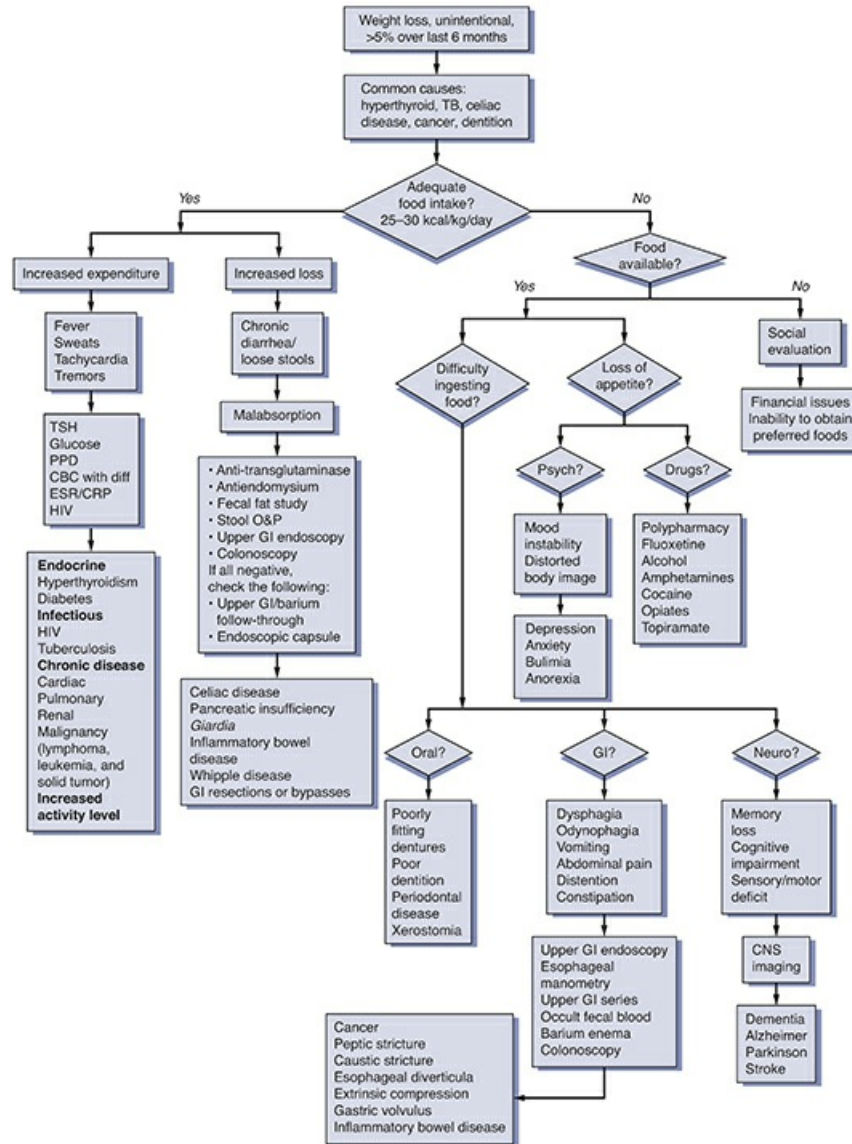 Weight loss, unintentional,
>5% over last 6 months
Common causes:
hyperthyroid, TB, celiac
disease, cancer, dentition
Adequate
food intake?
25–30 kcal/kg/day
Yes
No
Increased expenditure
Increased loss
Food
available?
Yes
No
Fever
Sweats
Tachycardia
Tremors
Chronic
diarrhea/
loose stools
Difficulty
ingesting
food?
Loss of
appetite?
Social
evaluation
Financial issues
Inability to obtain
preferred foods
TSH
Glucose
PPD
CBC with diff
ESR/CRP
HIV
Malabsorption
• Anti-transglutaminase
• Antiendomysium
• Fecal fat study
• Stool O&P
• Upper GI endoscopy
• Colonoscopy
If all negative,
check the following:
• Upper GI/barium
follow-through
• Endoscopic capsule
Psych?
Drugs?
Mood
instability
Distorted
body image
Polypharmacy
Fluoxetine
Alcohol
Amphetamines
Cocaine
Opiates
Topiramate
Depression
Anxiety
Bulimia
Anorexia
Endocrine
Hyperthyroidism
Diabetes
Infectious
HIV
Tuberculosis
Chronic disease
Cardiac
Pulmonary
Renal
Malignancy
(lymphoma,
leukemia, and
solid tumor)
Increased
activity level
Celiac disease
Pancreatic insufficiency
Giardia
Inflammatory bowel
disease
Whipple disease
GI resections or bypasses
Oral?
GI?
Neuro?
Poorly
fitting
dentures
Poor
dentition
Periodontal
disease
Xerostomia
Dysphagia
Odynophagia
Vomiting
Abdominal pain
Distention
Constipation
Memory
loss
Cognitive
impairment
Sensory/motor
deficit
Upper GI endoscopy
Esophageal
manometry
Upper GI series
Occult fecal blood
Barium enema
Colonoscopy
CNS
imaging
Dementia
Alzheimer
Parkinson
Stroke
Cancer
Peptic stricture
Caustic stricture
Esophageal diverticula
Extrinsic compression
Gastric volvulus
Inflammatory bowel disease